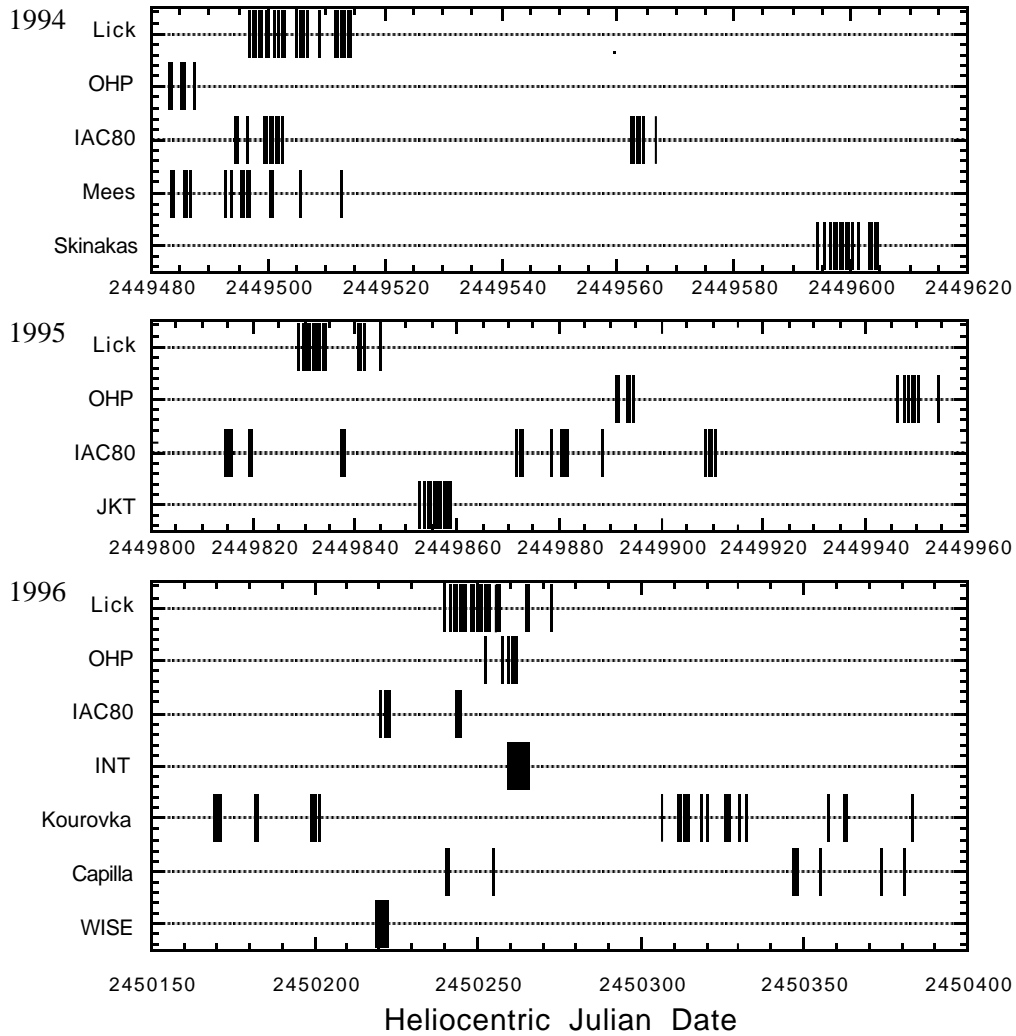 1994
Lick
OHP
IAC80
Mees
Skinakas
2449480 2449500 2449520 2449540 2449560 2449580 2449600 2449620
1995
Lick
OHP
IAC80
JKT
2449800 2449820 2449840 2449860 2449880 2449900 2449920 2449940 2449960
1996
Lick
OHP
IAC80
INT
Kourovka
Capilla
WISE
2450150 2450200 2450250 2450300 2450350 2450400
Heliocentric Julian Date